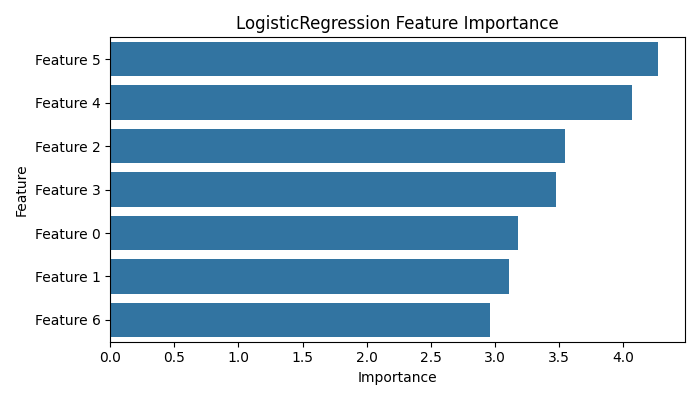 LogisticRegression Feature Importance
Feature
Feature 5
Feature 4
Feature 2
Feature 3
Feature 0
Feature 1
Feature 6
0.0 0.5 1.0 1.5 2.0 2.5 3.0 3.5 4.0
Importance